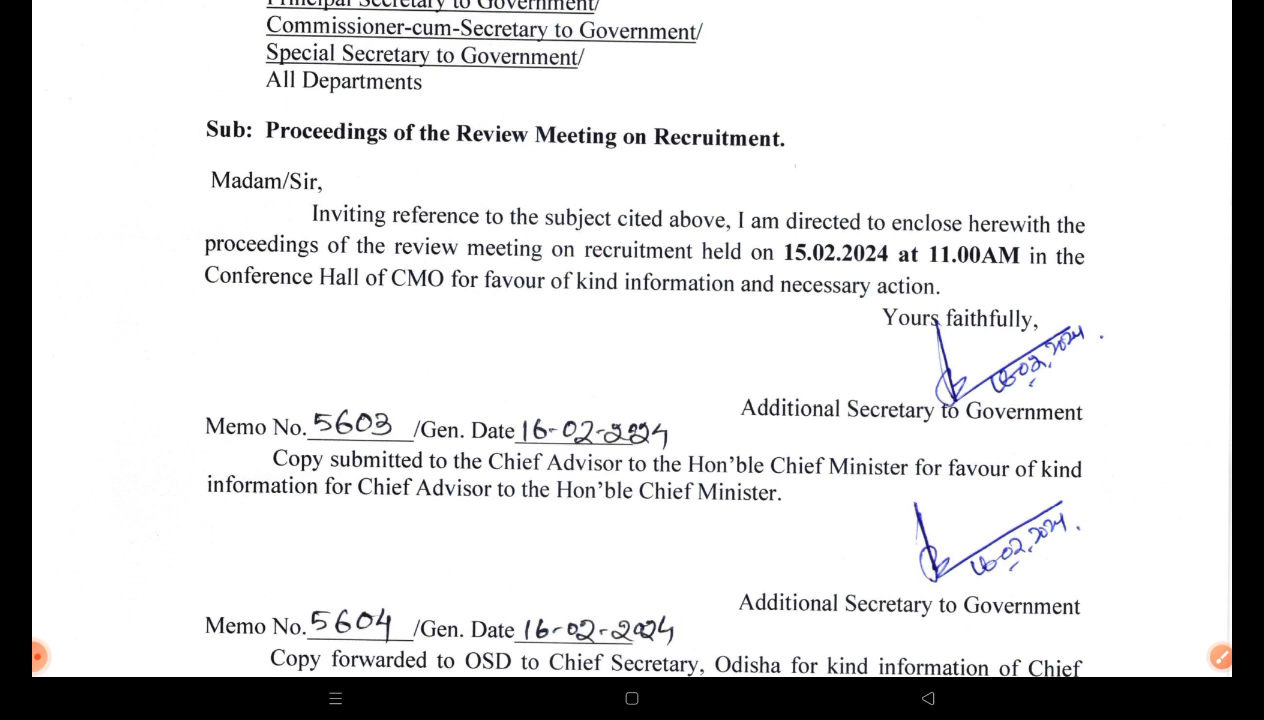 Principal Secretary to Government/
Commissioner-cum-Secretary to Government/
Special Secretary to Government/
All Departments
Sub: Proceedings of the Review Meeting on Recruitment.
Madam/Sir,
Inviting reference to the subject cited above, I am directed to enclose herewith the
proceedings of the review meeting on recruitment held on 15.02.2024 at 11.00AM in the
Conference Hall of CMO for favour of kind information and necessary action.
Yours faithfully,
16-02.2024.
Additional Secretary to Government
Memo No. 5603 /Gen. Date 16-02-2024
Copy submitted to the Chief Advisor to the Hon’ble Chief Minister for favour of kind
information for Chief Advisor to the Hon’ble Chief Minister.
16-02.2024.
Additional Secretary to Government
Memo No. 5604 /Gen. Date 16-02-2024
Copy forwarded to OSD to Chief Secretary, Odisha for kind information of Chief